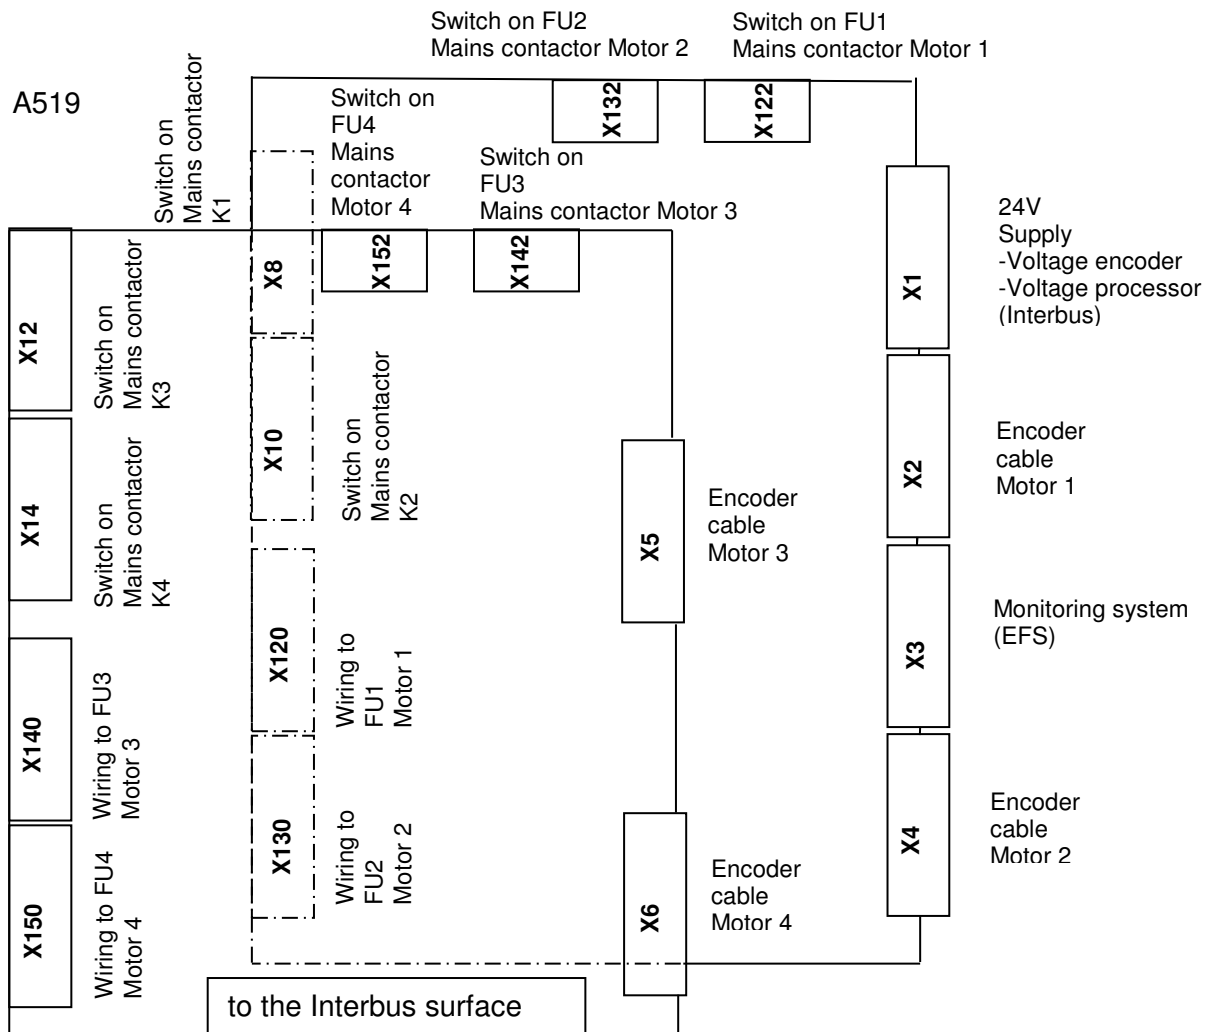 Switch on FU2
Mains contactor Motor 2
Switch on FU1
Mains contactor Motor 1
A519
Switch on
Mains contactor
K1
Switch on
FU4
Mains
contactor
Motor 4
Switch on
FU3
Mains contactor Motor 3
X132
X122
X152
X142
X8
X12
Switch on
Mains contactor
K3
X10
Switch on
Mains contactor
K2
X14
Switch on
Mains contactor
K4
X1
24V
Supply
-Voltage encoder
-Voltage processor
(Interbus)
X2
Encoder
cable
Motor 1
X5
Encoder
cable
Motor 3
X3
Monitoring system
(EFS)
X120
Wiring to
FU1
Motor 1
X140
Wiring to FU3
Motor 3
X130
Wiring to
FU2
Motor 2
X4
Encoder
cable
Motor 2
X150
Wiring to FU4
Motor 4
X6
Encoder
cable
Motor 4
to the Interbus surface